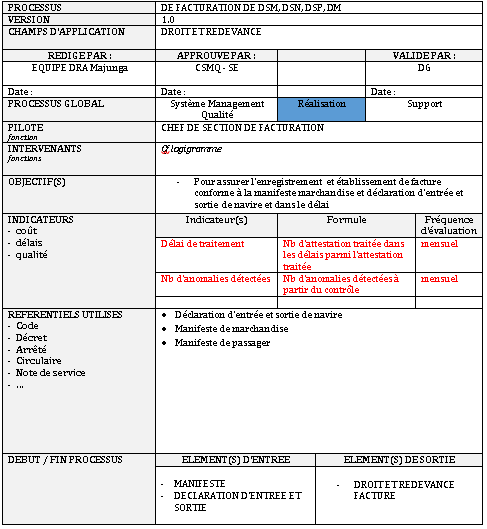 PROCESSUS DE FACTURATION DE DSM, DSN, DSP, DM
VERSION 1.0
CHAMPS D'APPLICATION DROIT ET REDEVANCE
REDIGE PAR : APPROUVE PAR : VALIDE PAR :
EQUIPE DRA Majunga CSMQ - SE DG
Date : Date : Date :
PROCESSUS GLOBAL Système Management Réalisation Support
Qualité
PILOTE CHEF DE SECTION DE FACTURATION
fonction
INTERVENANTS Cf logigramme
fonctions
OBJECTIF(S) - Pour assurer l'enregistrement et établissement de facture
conforme à la manifeste marchandise et déclaration d'entrée et
sortie de navire et dans le délai
INDICATEURS Indicateur(s) Formule Fréquence
- coût d'évaluation
- délais Délai de traitement Nb d'attestation traitée dans mensuel
- qualité les délais parmi l'attestation
traitée
Nb d'anomalies détectées Nb d'anomalies détectées à mensuel
partir du contrôle
REFERENTIELS UTILISES • Déclaration d'entrée et sortie de navire
- Code • Manifeste de marchandise
- Décret • Manifeste de passager
- Arrêté
- Circulaire
- Note de service
- ...
DEBUT / FIN PROCESSUS ELEMENT(S) D'ENTREE ELEMENT(S) DE SORTIE
- MANIFESTE - DROIT ET REDEVANCE
- DECLARATION D'ENTREE ET FACTURE
SORTIE